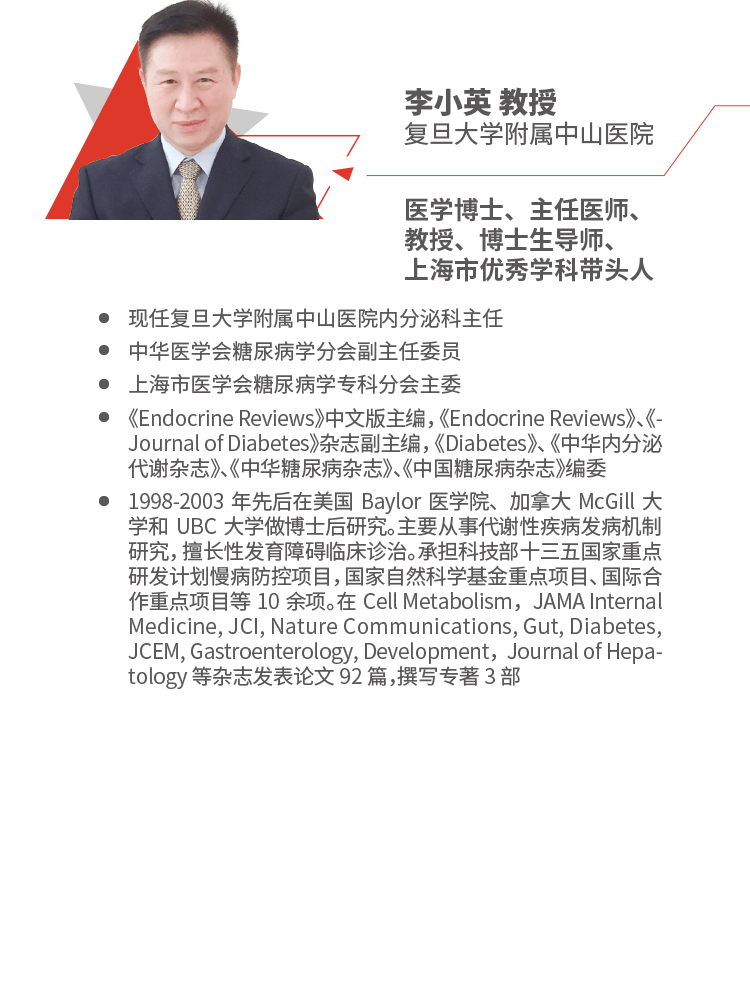 李小英 教授
复旦大学附属中山医院
医学博士、主任医师、
教授、博士生导师、
上海市优秀学科带头人
现任复旦大学附属中山医院内分泌科主任
中华医学会糖尿病学分会副主任委员
上海市医学会糖尿病学专科分会主委
《Endocrine Reviews》中文版主编，《Endocrine Reviews》、《-
Journal of Diabetes》杂志副主编，《Diabetes》、《中华内分泌
代谢杂志》、《中华糖尿病杂志》、《中国糖尿病杂志》编委
1998-2003 年先后在美国 Baylor 医学院、加拿大 McGill 大
学和 UBC 大学做博士后研究。主要从事代谢性疾病发病机制
研究，擅长性发育障碍临床诊治。承担科技部十三五国家重点
研发计划慢病防控项目，国家自然科学基金重点项目、国际合
作重点项目等 10 余项。在 Cell Metabolism，JAMA Internal
Medicine, JCI, Nature Communications, Gut, Diabetes,
JCEM, Gastroenterology, Development，Journal of Hepa-
tology 等杂志发表论文 92 篇，撰写专著 3 部